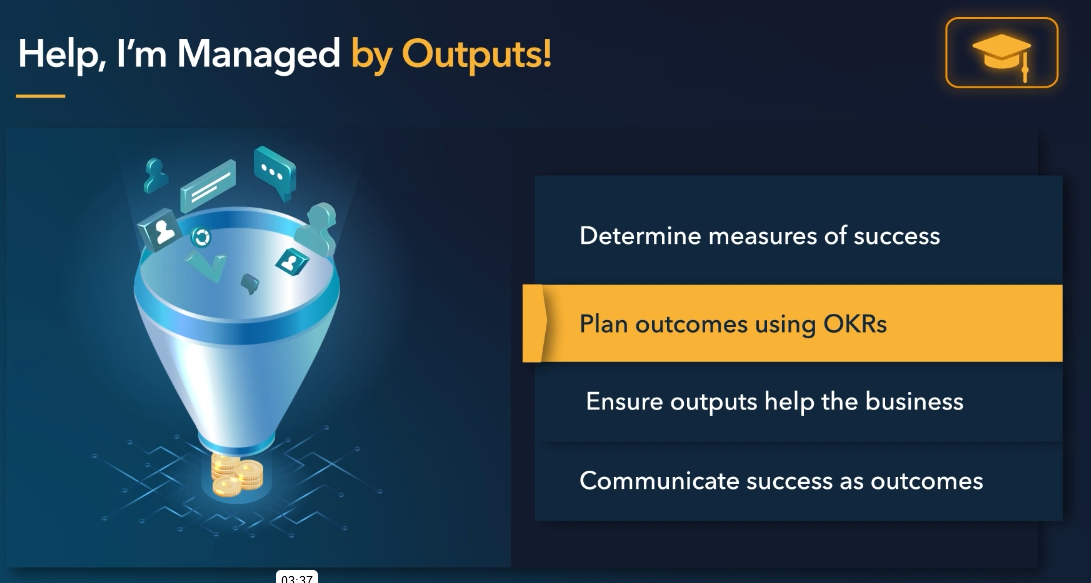 Help, I'm Managed by Outputs!
Determine measures of success
Plan outcomes using OKRs
Ensure outputs help the business
Communicate success as outcomes
03:37